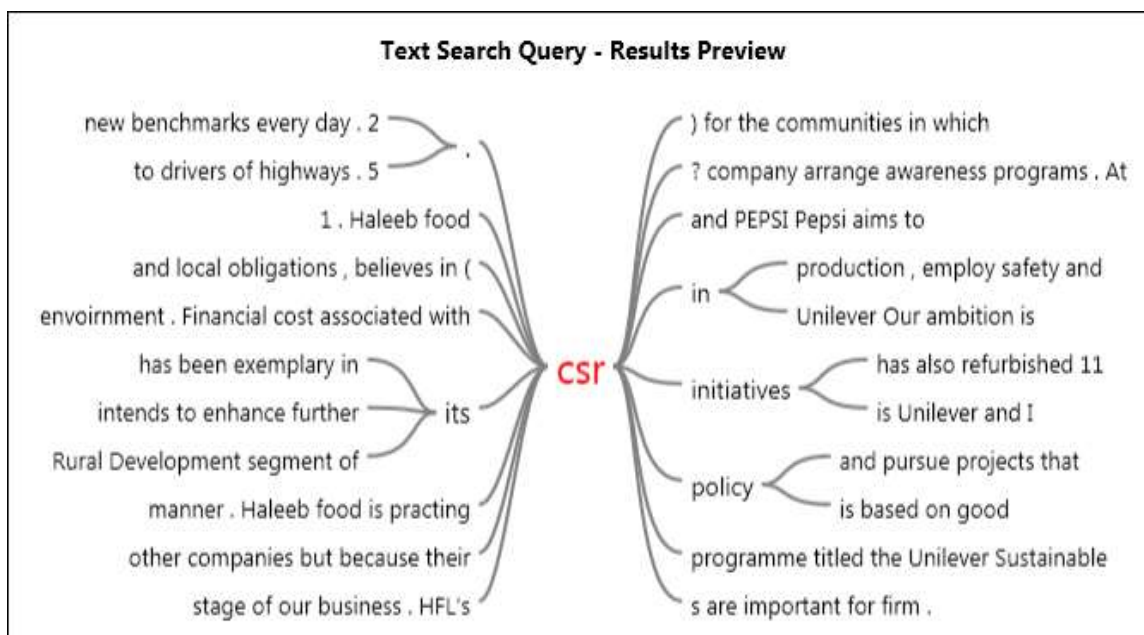 Text Search Query - Results Preview
new benchmarks every day . 2
to drivers of highways . 5
.
1 . Haleeb food
and local obligations , believes in (
envoirnment . Financial cost associated with
has been exemplary in
intends to enhance further
its
Rural Development segment of
manner . Haleeb food is practing
other companies but because their
stage of our business . HFL's
csr
) for the communities in which
? company arrange awareness programs . At
and PEPSI Pepsi aims to
in
production , employ safety and
Unilever Our ambition is
initiatives
has also refurbished 11
is Unilever and I
policy
and pursue projects that
is based on good
programme titled the Unilever Sustainable
s are important for firm .